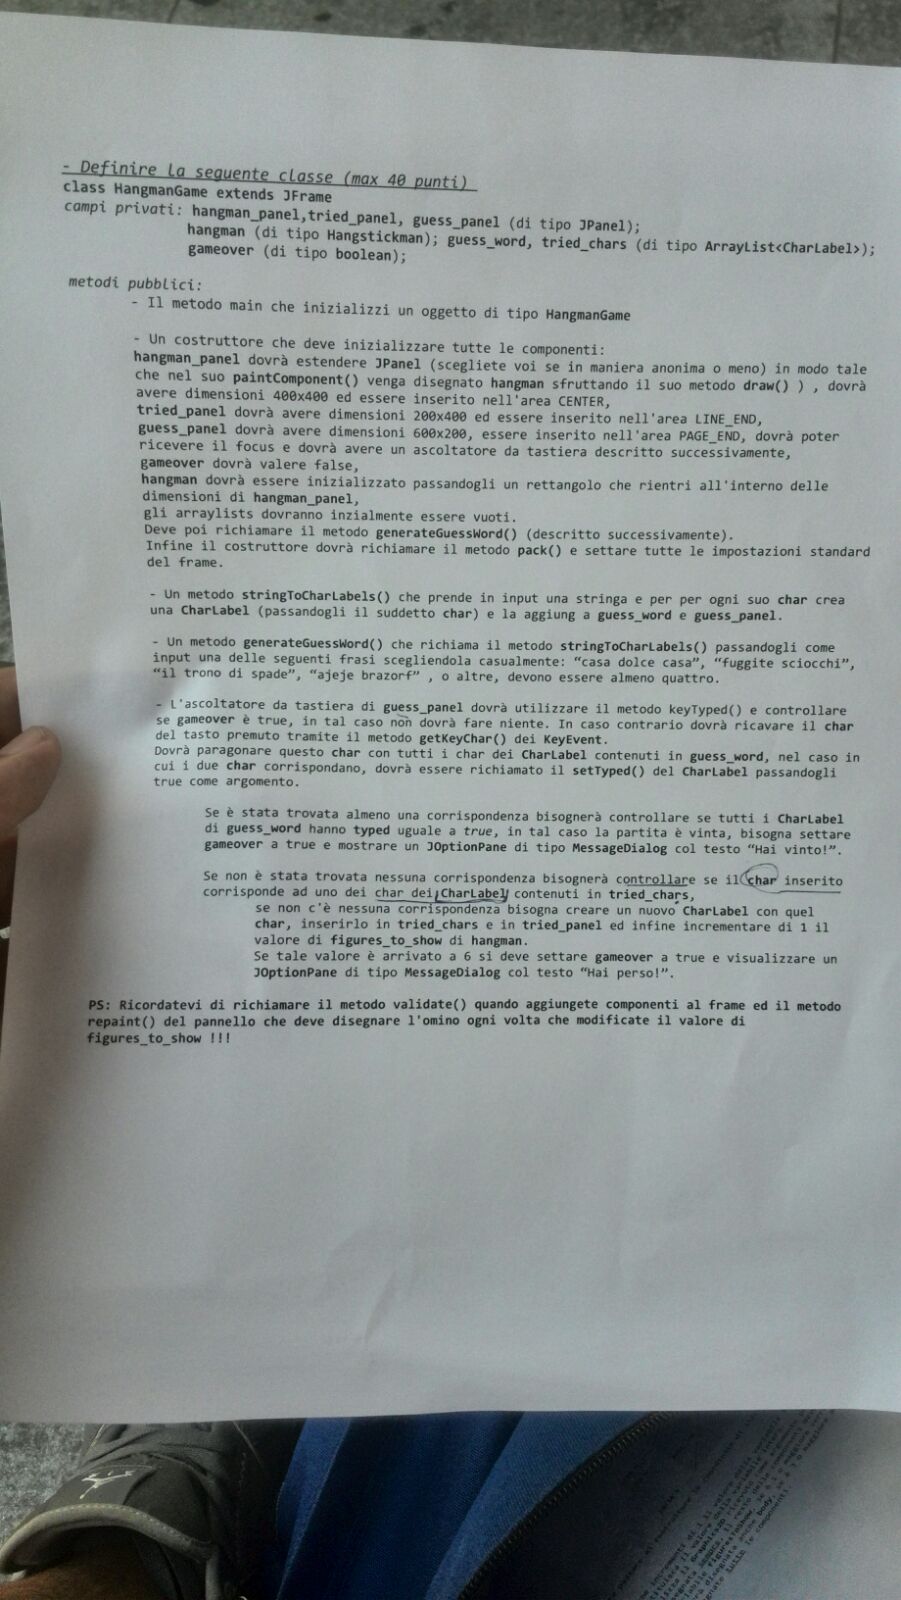 - Definire la seguente classe (max 40 punti)
class HangmanGame extends JFrame
campi privati: hangman_panel,tried_panel, guess_panel (di tipo JPanel);
hangman (di tipo Hangstickman); guess_word, tried_chars (di tipo ArrayList<CharLabel>);
gameover (di tipo boolean);
metodi pubblici:
- Il metodo main che inizializzi un oggetto di tipo HangmanGame
- Un costruttore che deve inizializzare tutte le componenti:
hangman_panel dovrà estendere JPanel (scegliete voi se in maniera anonima o meno) in modo tale
che nel suo paintComponent() venga disegnato hangman sfruttando il suo metodo draw() ) , dovrà
avere dimensioni 400x400 ed essere inserito nell'area CENTER,
tried_panel dovrà avere dimensioni 200x400 ed essere inserito nell'area LINE_END,
guess_panel dovrà avere dimensioni 600x200, essere inserito nell'area PAGE_END, dovrà poter
ricevere il focus e dovrà avere un ascoltatore da tastiera descritto successivamente,
gameover dovrà valere false,
hangman dovrà essere inizializzato passandogli un rettangolo che rientri all'interno delle
dimensioni di hangman_panel,
gli arraylists dovranno inzialmente essere vuoti.
Deve poi richiamare il metodo generateGuessWord() (descritto successivamente).
Infine il costruttore dovrà richiamare il metodo pack() e settare tutte le impostazioni standard
del frame.
- Un metodo stringToCharLabels() che prende in input una stringa e per per ogni suo char crea
una CharLabel (passandogli il suddetto char) e la aggiung a guess_word e guess_panel.
- Un metodo generateGuessWord() che richiama il metodo stringToCharLabels() passandogli come
input una delle seguenti frasi scegliendola casualmente: “casa dolce casa”, “fuggite sciocchi”,
“il trono di spade”, “ajeje brazorf” , o altre, devono essere almeno quattro.
- L'ascoltatore da tastiera di guess_panel dovrà utilizzare il metodo keyTyped() e controllare
se gameover è true, in tal caso non dovrà fare niente. In caso contrario dovrà ricavare il char
del tasto premuto tramite il metodo getKeyChar() dei KeyEvent.
Dovrà paragonare questo char con tutti i char dei CharLabel contenuti in guess_word, nel caso in
cui i due char corrispondano, dovrà essere richiamato il setTyped() del CharLabel passandogli
true come argomento.
Se è stata trovata almeno una corrispondenza bisognerà controllare se tutti i CharLabel
di guess_word hanno typed uguale a true, in tal caso la partita è vinta, bisogna settare
gameover a true e mostrare un JOptionPane di tipo MessageDialog col testo “Hai vinto!”.
Se non è stata trovata nessuna corrispondenza bisognerà controllare se il char inserito
corrisponde ad uno dei char dei CharLabel contenuti in tried_chars,
se non c'è nessuna corrispondenza bisogna creare un nuovo CharLabel con quel
char, inserirlo in tried_chars e in tried_panel ed infine incrementare di 1 il
valore di figures_to_show di hangman.
Se tale valore è arrivato a 6 si deve settare gameover a true e visualizzare un
JOptionPane di tipo MessageDialog col testo “Hai perso!”.
PS: Ricordatevi di richiamare il metodo validate() quando aggiungete componenti al frame ed il metodo
repaint() del pannello che deve disegnare l'omino ogni volta che modificate il valore di
figures_to_show !!!